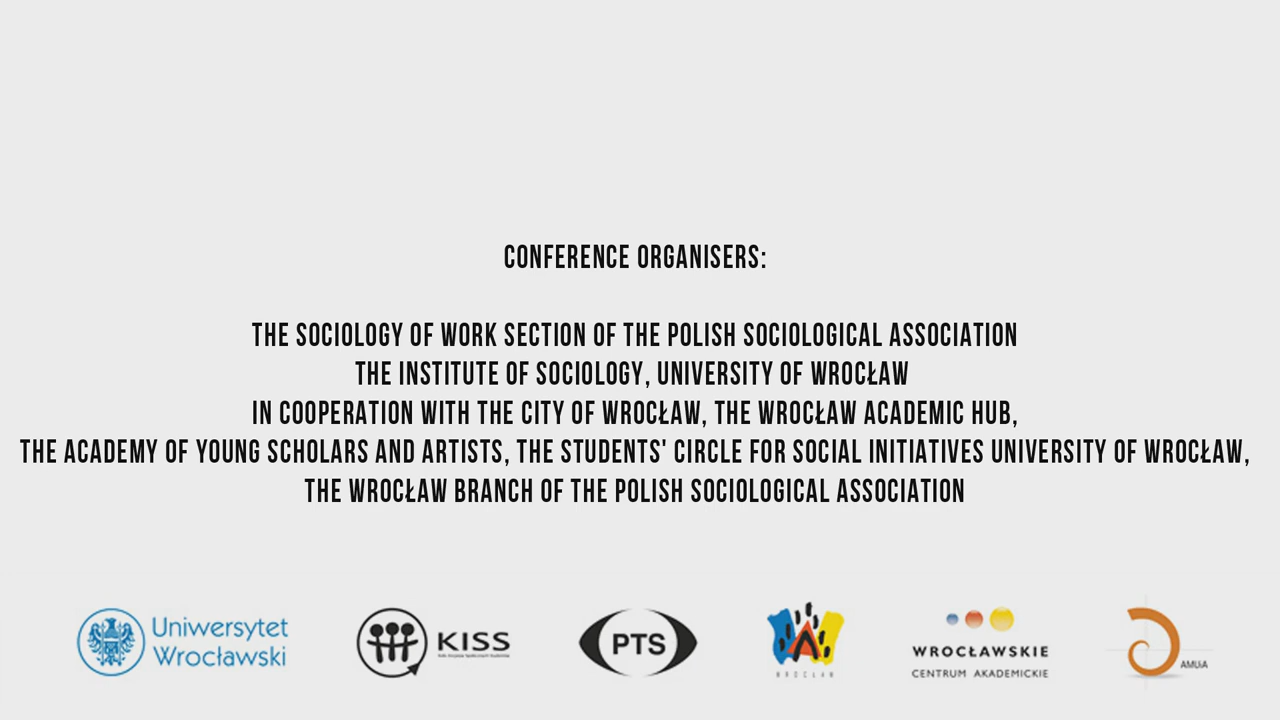 CONFERENCE ORGANISERS:
THE SOCIOLOGY OF WORK SECTION OF THE POLISH SOCIOLOGICAL ASSOCIATION
THE INSTITUTE OF SOCIOLOGY, UNIVERSITY OF WROCŁAW
IN COOPERATION WITH THE CITY OF WROCŁAW, THE WROCŁAW ACADEMIC HUB,
THE ACADEMY OF YOUNG SCHOLARS AND ARTISTS, THE STUDENTS' CIRCLE FOR SOCIAL INITIATIVES UNIVERSITY OF WROCŁAW,
THE WROCŁAW BRANCH OF THE POLISH SOCIOLOGICAL ASSOCIATION
Uniwersytet
Wrocławski
KISS
PTS
WROCŁAW
WROCŁAWSKIE
CENTRUM AKADEMICKIE
AMUiA